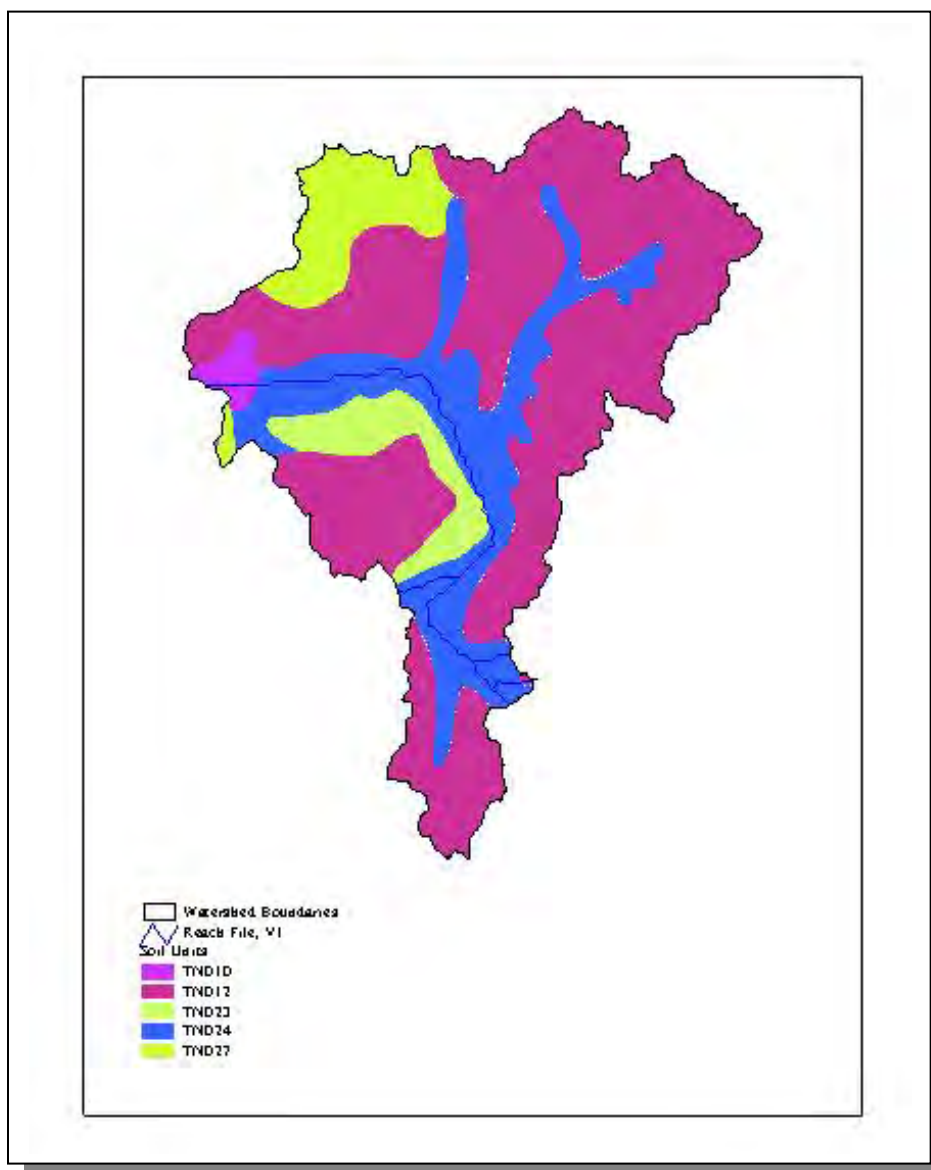 Watershed Boundaries
Reach File, V1
Soil Units
TN010
TN012
TN023
TN024
TN027